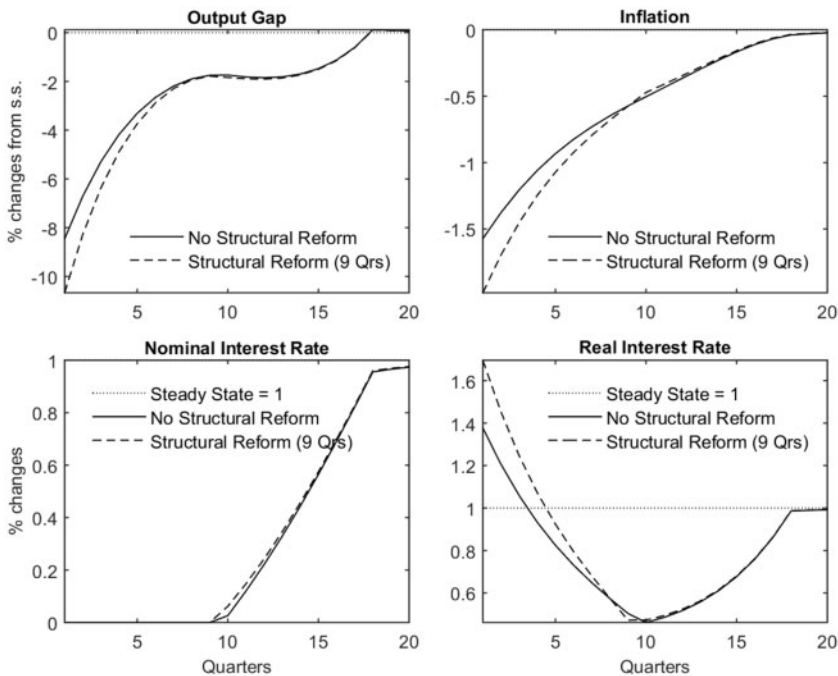 Output Gap
0
-2
-4
-6
-8
-10
% changes from s.s.
No Structural Reform
Structural Reform (9 Qrs)
5
10
15
20
Inflation
0
-0.5
-1
-1.5
No Structural Reform
Structural Reform (9 Qrs)
5
10
15
20
Nominal Interest Rate
1
0.8
0.6
0.4
0.2
0
% changes
Steady State = 1
No Structural Reform
Structural Reform (9 Qrs)
5
10
15
20
Quarters
Real Interest Rate
1.6
1.4
1.2
1
0.8
0.6
Steady State = 1
No Structural Reform
Structural Reform (9 Qrs)
5
10
15
20
Quarters